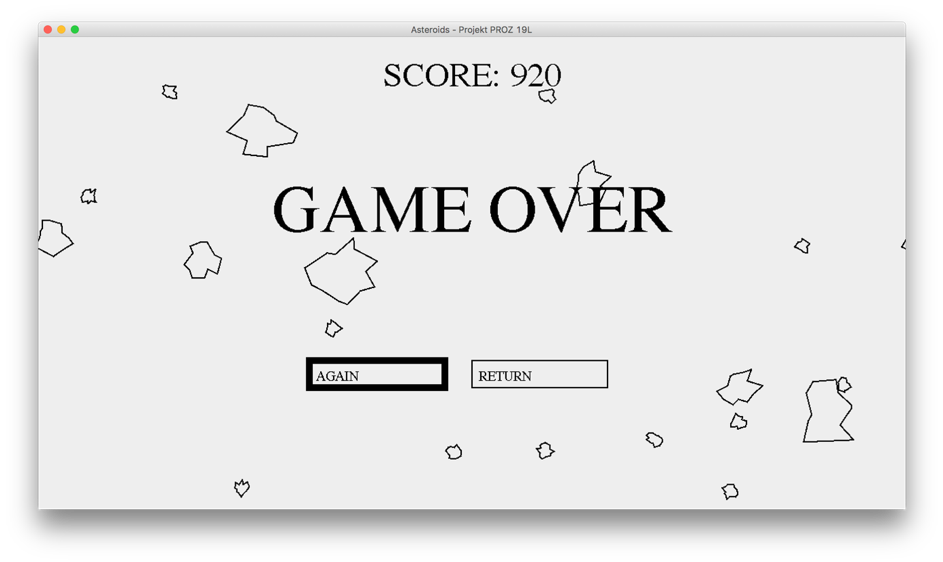 Asteroids - Projekt PROZ 19L
SCORE: 920
GAME OVER
AGAIN
RETURN